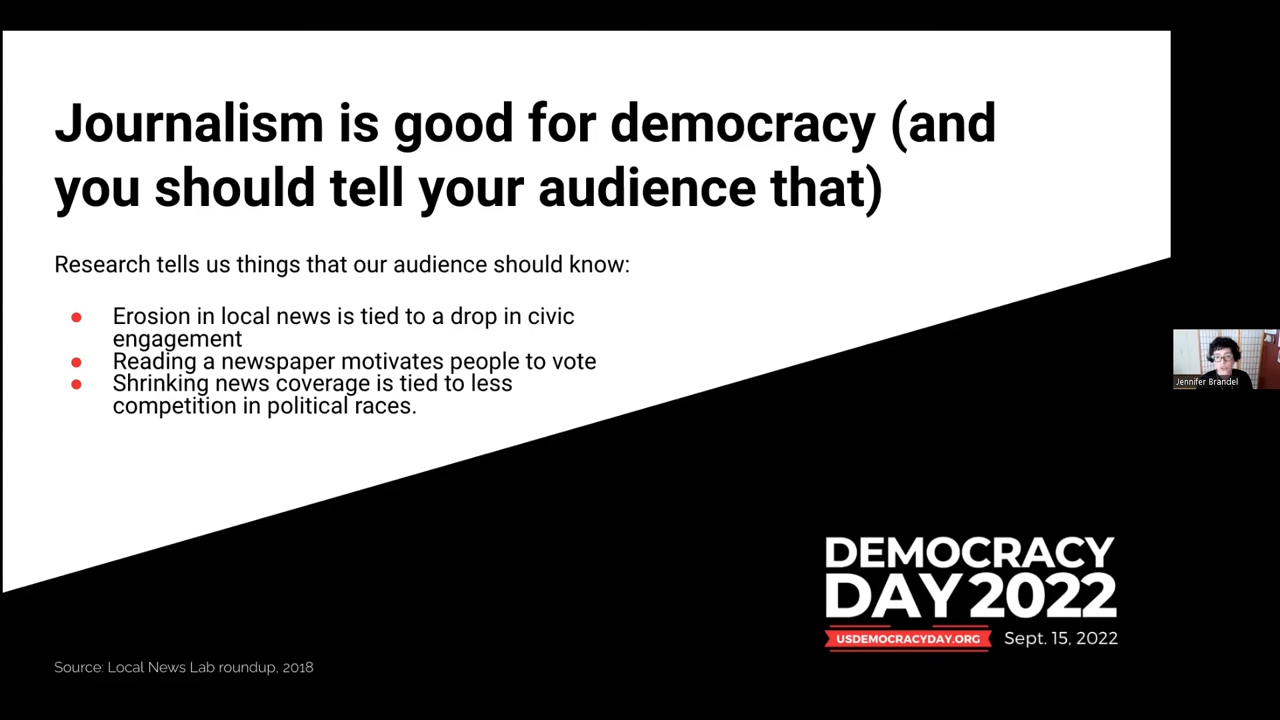 Journalism is good for democracy (and
you should tell your audience that)
Research tells us things that our audience should know:
● Erosion in local news is tied to a drop in civic
engagement
● Reading a newspaper motivates people to vote
● Shrinking news coverage is tied to less
competition in political races.
Jennifer Brandel
DEMOCRACY
DAY 2022
USDEMOCRACYDAY.ORG Sept. 15, 2022
Source: Local News Lab roundup, 2018